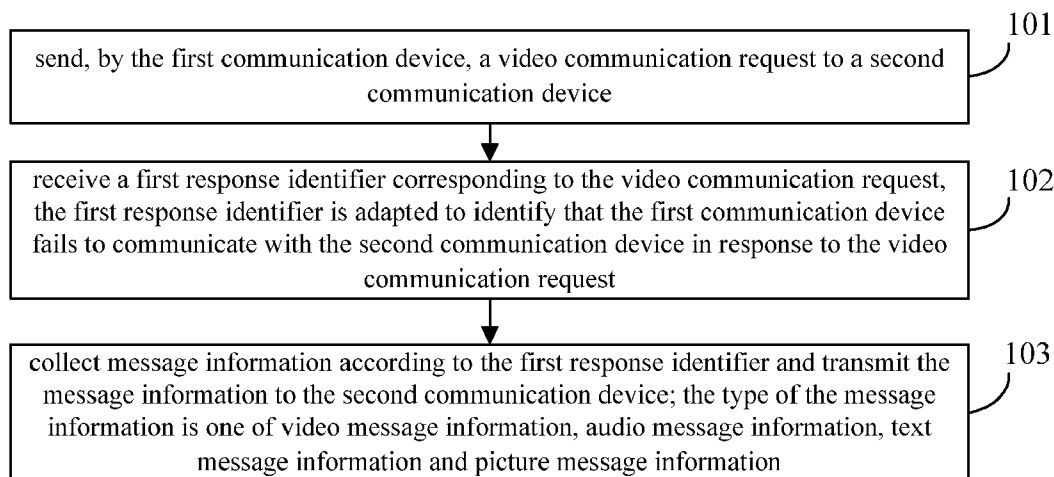 101
send, by the first communication device, a video communication request to a second
communication device
102
receive a first response identifier corresponding to the video communication request,
the first response identifier is adapted to identify that the first communication device
fails to communicate with the second communication device in response to the video
communication request
103
collect message information according to the first response identifier and transmit the
message information to the second communication device; the type of the message
information is one of video message information, audio message information, text
message information and picture message information